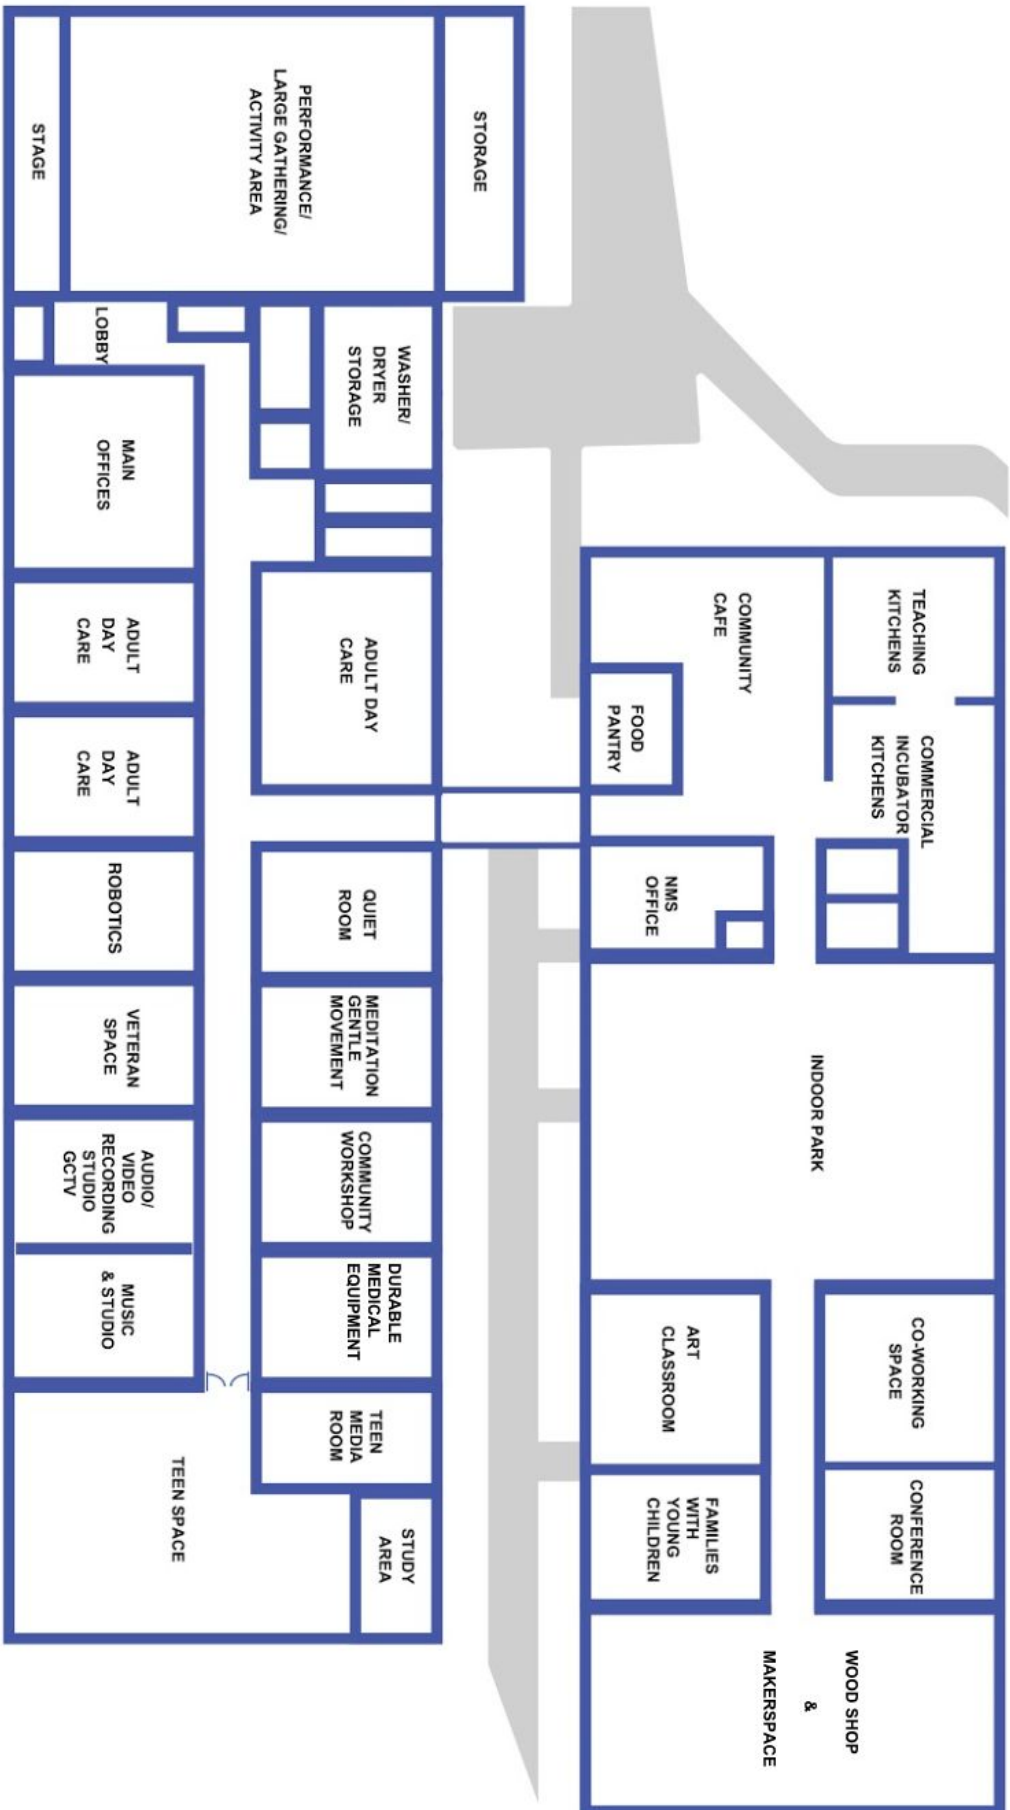 TEACHING
KITCHENS
COMMERCIAL
INCUBATOR
KITCHENS
CO-WORKING
SPACE
CONFERENCE
ROOM
WOOD SHOP
&
MAKERSPACE
INDOOR PARK
COMMUNITY
CAFE
FOOD
PANTRY
NMS
OFFICE
ART
CLASSROOM
FAMILIES
WITH
YOUNG
CHILDREN
STORAGE
PERFORMANCE/
LARGE GATHERING/
ACTIVITY AREA
STAGE
WASHER/
DRYER
STORAGE
ADULT DAY
CARE
QUIET
ROOM
MEDITATION
GENTLE
MOVEMENT
COMMUNITY
WORKSHOP
DURABLE
MEDICAL
EQUIPMENT
TEEN
MEDIA
ROOM
STUDY
AREA
TEEN SPACE
LOBBY
MAIN
OFFICES
ADULT
DAY
CARE
ADULT
DAY
CARE
ROBOTICS
VETERAN
SPACE
AUDIO/
VIDEO
RECORDING
STUDIO
GCTV
MUSIC
& STUDIO